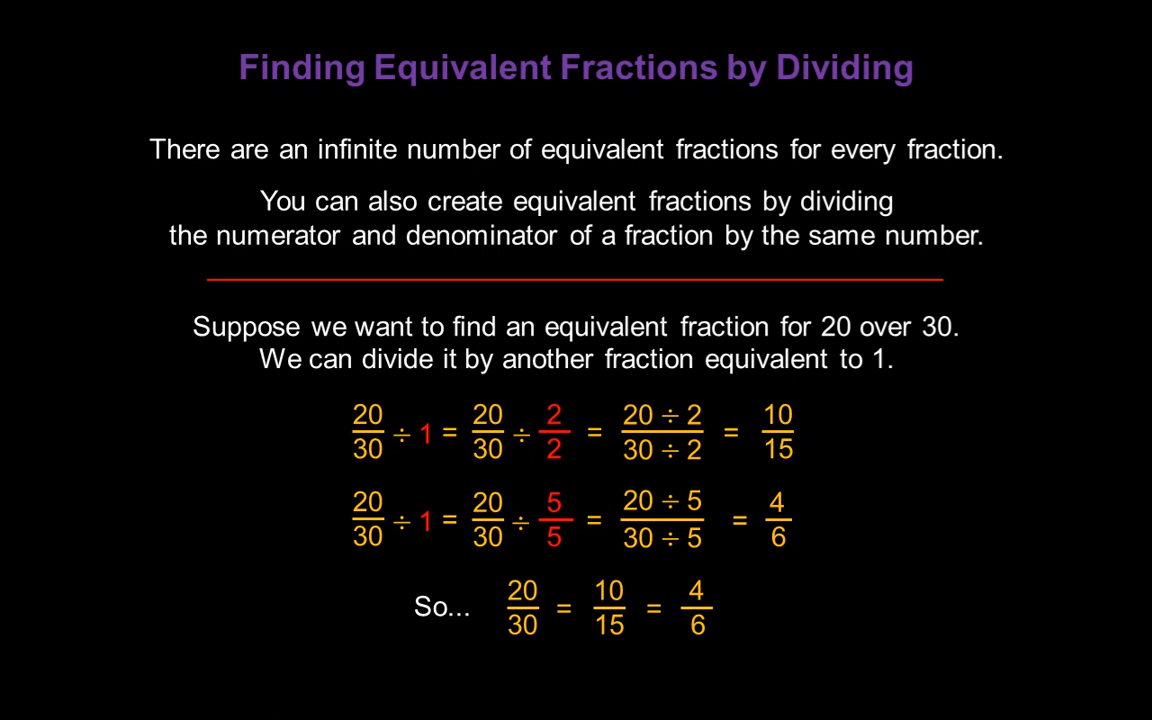 Finding Equivalent Fractions by Dividing
There are an infinite number of equivalent fractions for every fraction.
You can also create equivalent fractions by dividing
the numerator and denominator of a fraction by the same number.
Suppose we want to find an equivalent fraction for 20 over 30.
We can divide it by another fraction equivalent to 1.
20/30 ÷ 1 = 20/30 ÷ 2/2 = 20 ÷ 2/30 ÷ 2 = 10/15
20/30 ÷ 1 = 20/30 ÷ 5/5 = 20 ÷ 5/30 ÷ 5 = 4/6
So... 20/30 = 10/15 = 4/6